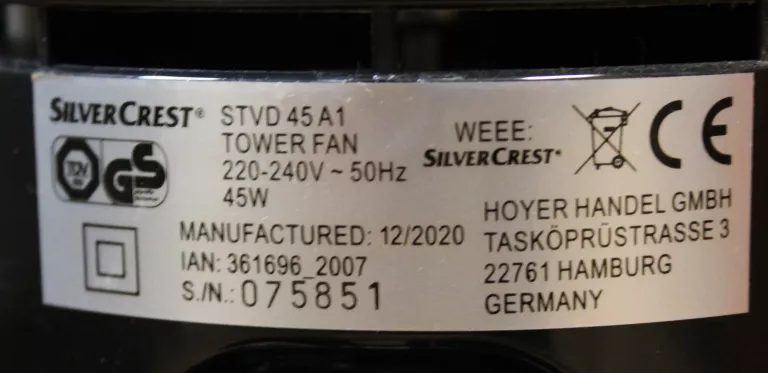 SILVERCREST® STVD 45 A1
TOWER FAN
220-240V ~ 50Hz
45W
TÜV
GS
WEEE:
SILVERCREST®
CE
MANUFACTURED: 12/2020
IAN: 361696_2007
S./N.: 075851
HOYER HANDEL GMBH
TASKÖPRÜSTRASSE 3
22761 HAMBURG
GERMANY